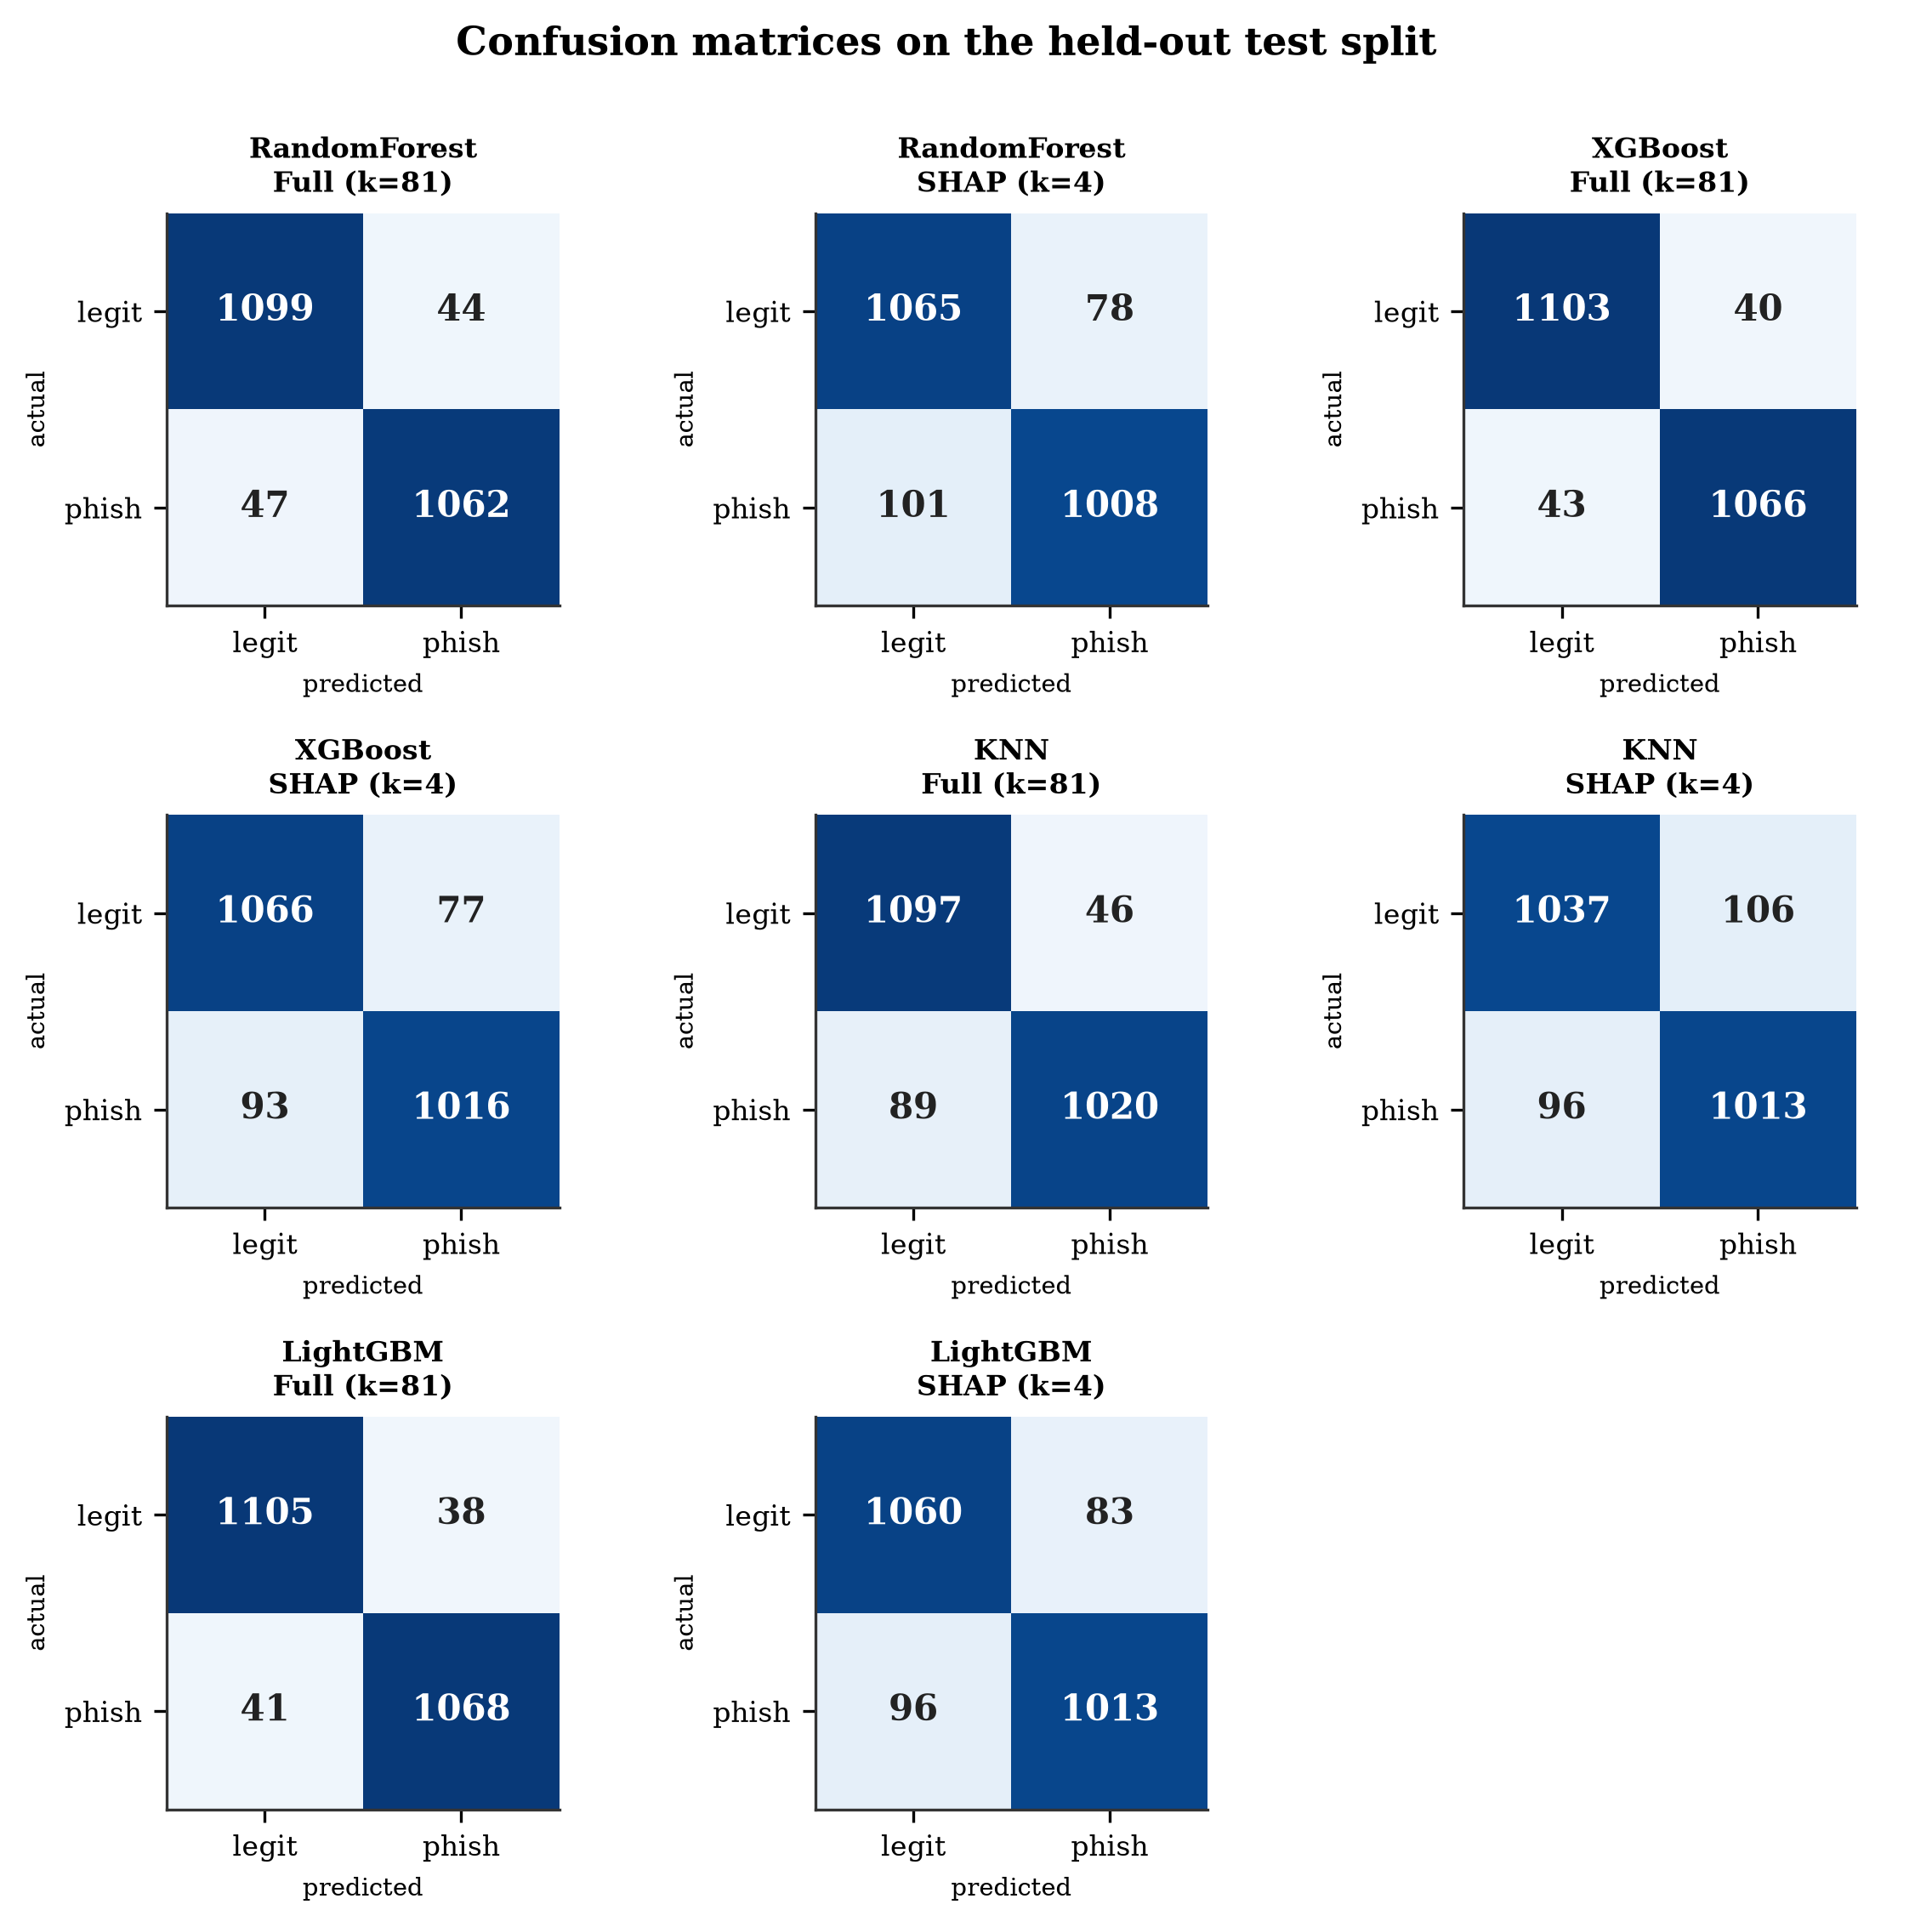 Confusion matrices on the held-out test split
RandomForest
Full (k=81)
actual
legit
1099 44
phish
47 1062
legit phish
predicted
RandomForest
SHAP (k=4)
actual
legit
1065 78
phish
101 1008
legit phish
predicted
XGBoost
Full (k=81)
actual
legit
1103 40
phish
43 1066
legit phish
predicted
XGBoost
SHAP (k=4)
actual
legit
1066 77
phish
93 1016
legit phish
predicted
KNN
Full (k=81)
actual
legit
1097 46
phish
89 1020
legit phish
predicted
KNN
SHAP (k=4)
actual
legit
1037 106
phish
96 1013
legit phish
predicted
LightGBM
Full (k=81)
actual
legit
1105 38
phish
41 1068
legit phish
predicted
LightGBM
SHAP (k=4)
actual
legit
1060 83
phish
96 1013
legit phish
predicted